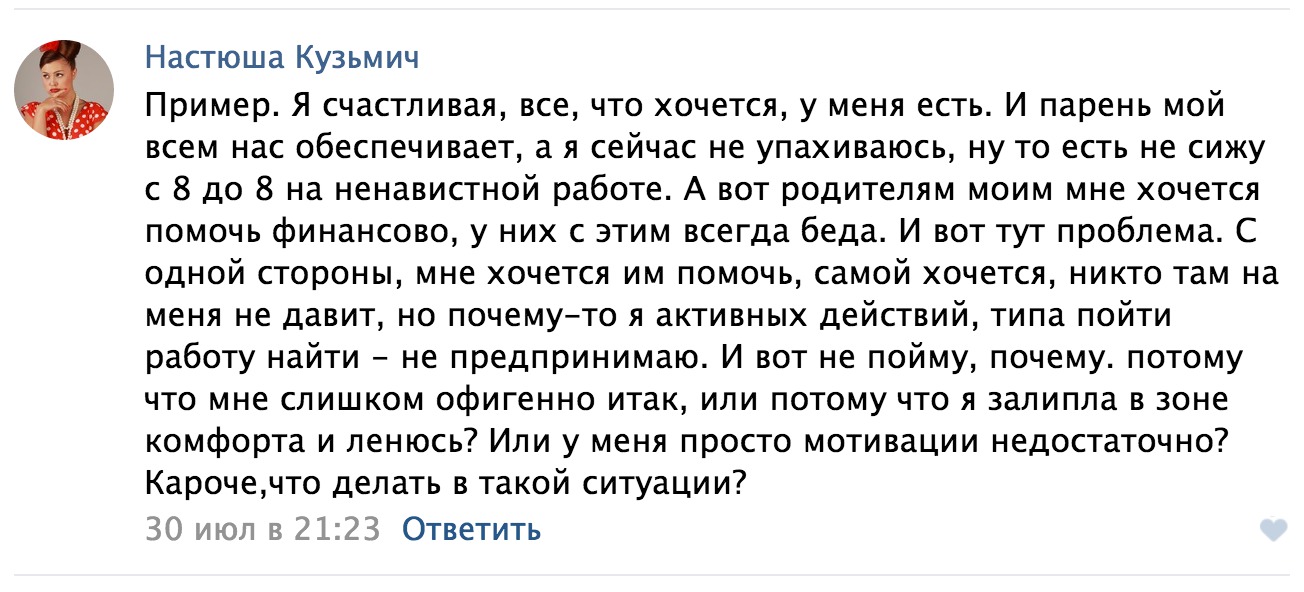 Настюша Кузьмич
Пример. Я счастливая, все, что хочется, у меня есть. И парень мой
всем нас обеспечивает, а я сейчас не упахиваюсь, ну то есть не сижу
с 8 до 8 на ненавистной работе. А вот родителям моим мне хочется
помочь финансово, у них с этим всегда беда. И вот тут проблема. С
одной стороны, мне хочется им помочь, самой хочется, никто там на
меня не давит, но почему-то я активных действий, типа пойти
работу найти - не предпринимаю. И вот не пойму, почему. потому
что мне слишком офигенно итак, или потому что я залипла в зоне
комфорта и ленюсь? Или у меня просто мотивации недостаточно?
Кароче,что делать в такой ситуации?
30 июл в 21:23 Ответить